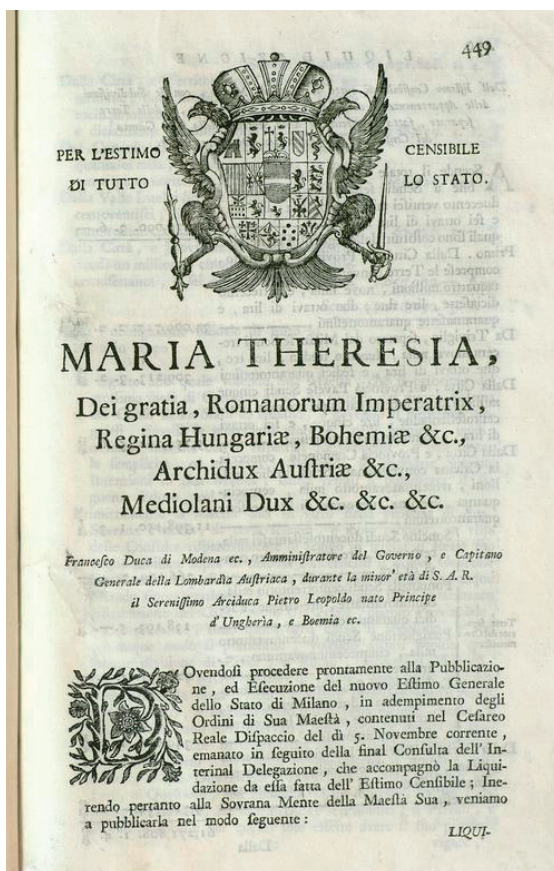 449
PER L'ESTIMO
DI TUTTO
CENSIBILE
LO STATO.
MARIA THERESIA,
Dei gratia, Romanorum Imperatrix,
Regina Hungariæ, Bohemiæ &c.,
Archidux Auſtriæ &c.,
Mediolani Dux &c. &c. &c.
Franceſco Duca di Modena ec., Amminiſtratore del Governo, e Capitano
Generale della Lombardìa Auſtriaca, durante la minor' età di S. A. R.
il Sereniſſimo Arciduca Pietro Leopoldo nato Principe
d'Ungherìa, e Boemia ec.
DOvendoſi procedere prontamente alla Pubblicazio-
ne, ed Eſecuzione del nuovo Eſtimo Generale
dello Stato di Milano, in adempimento degli
Ordini di Sua Maeſtà, contenuti nel Ceſareo
Reale Diſpaccio del dì 5. Novembre corrente,
emanato in ſeguito della final Conſulta dell' In-
terinal Delegazione, che accompagnò la Liqui-
dazione da eſſa fatta dell' Eſtimo Cenſibile; Ine-
rendo pertanto alla Sovrana Mente della Maeſtà Sua, veniamo
a pubblicarla nel modo ſeguente:
LIQUI-